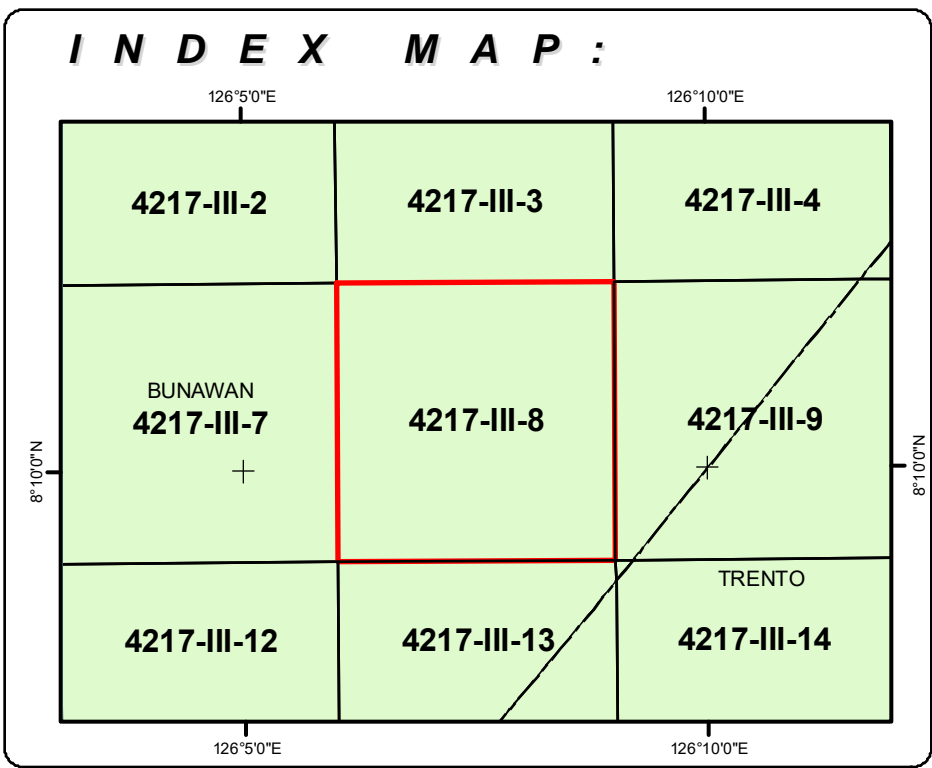 INDEX MAP:
126°5'0"E 126°10'0"E
4217-III-2 4217-III-3 4217-III-4
BUNAWAN
4217-III-7 4217-III-8 4217-III-9
8°10'0"N 8°10'0"N
TRENTO
4217-III-12 4217-III-13 4217-III-14
126°5'0"E 126°10'0"E